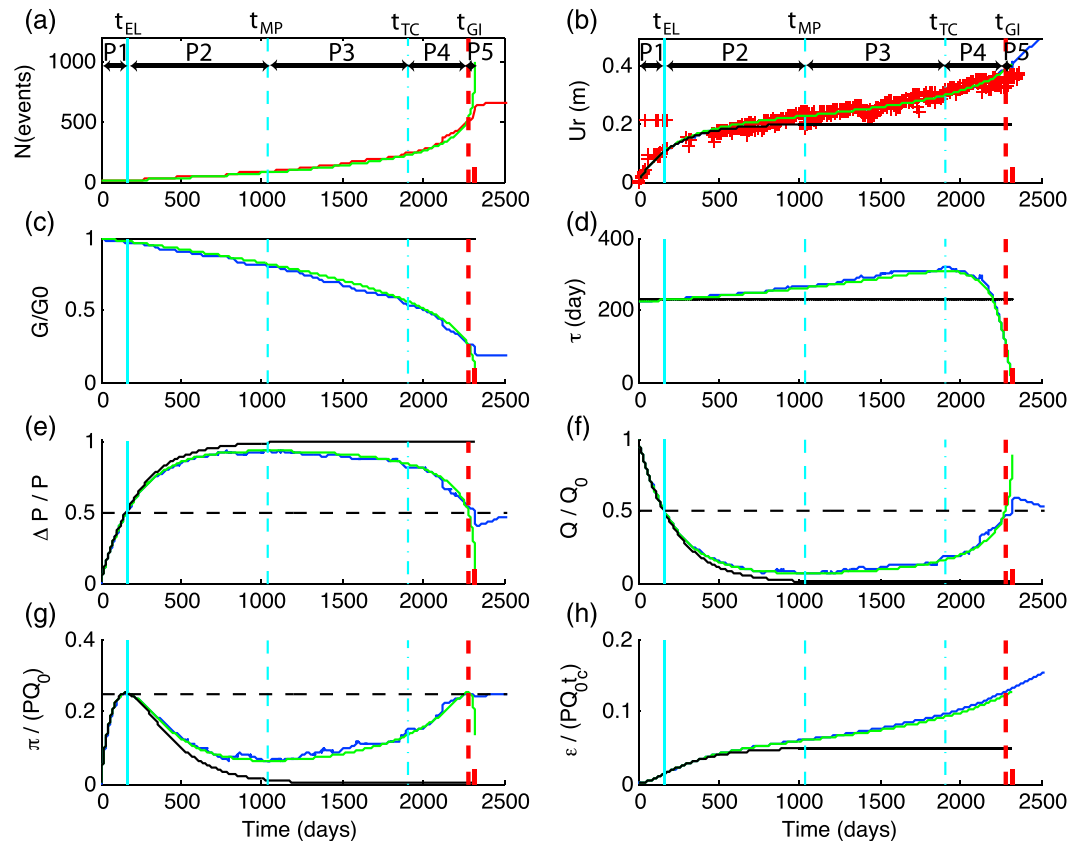 (a)
t_EL
t_MP
t_TC
t_GI
P1
P2
P3
P4
P5
N(events)
1000
500
0
0
500
1000
1500
2000
2500
(b)
t_EL
t_MP
t_TC
t_GI
P1
P2
P3
P4
P5
Ur (m)
0.4
0.2
0
0
500
1000
1500
2000
2500
(c)
G/G0
1
0.5
0
0
500
1000
1500
2000
2500
(d)
τ (day)
400
200
0
0
500
1000
1500
2000
2500
(e)
Δ P / P
1
0.5
0
0
500
1000
1500
2000
2500
(f)
Q / Q_0
1
0.5
0
0
500
1000
1500
2000
2500
(g)
π / (PQ_0)
0.4
0.2
0
0
500
1000
1500
2000
2500
Time (days)
(h)
ε / (PQ_0t_c)
0.2
0.1
0
0
500
1000
1500
2000
2500
Time (days)